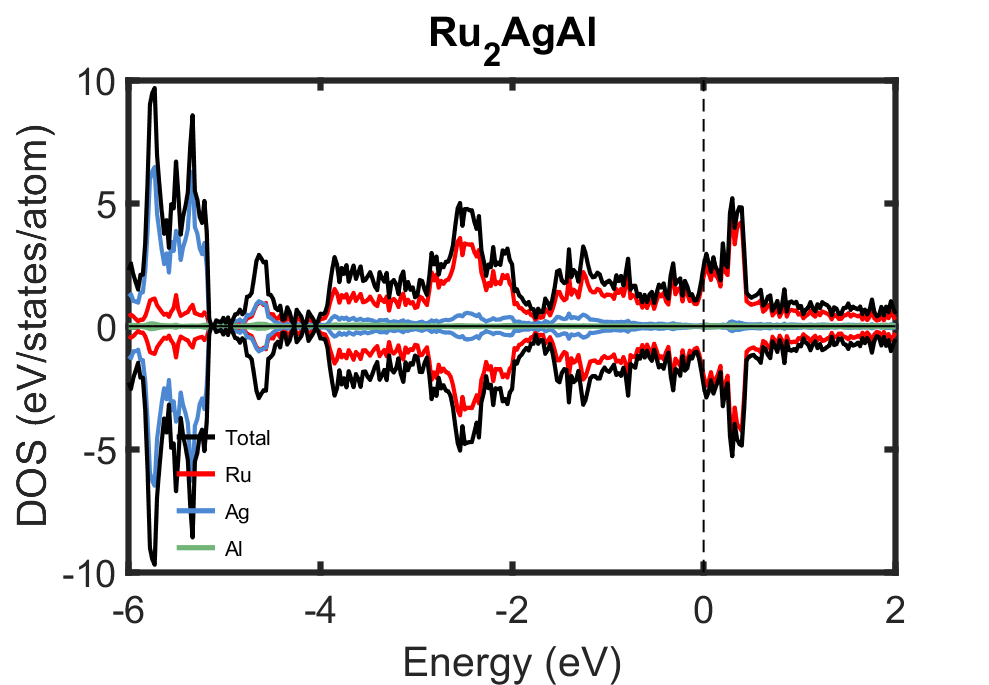 Ru2AgAl
10
5
0
-5
-10
DOS (eV/states/atom)
Total
Ru
Ag
Al
-6 -4 -2 0 2
Energy (eV)